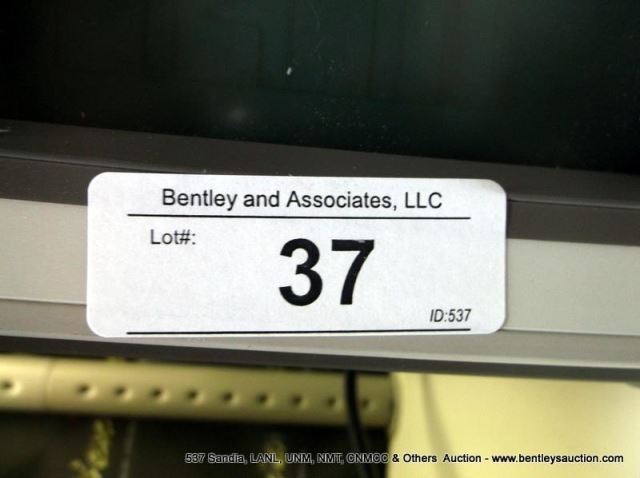 Bentley and Associates, LLC
Lot#:
37
ID:537
537 Sandia, LANL, UNM, NMT, CNMCC & Others Auction - www.bentleysauction.com